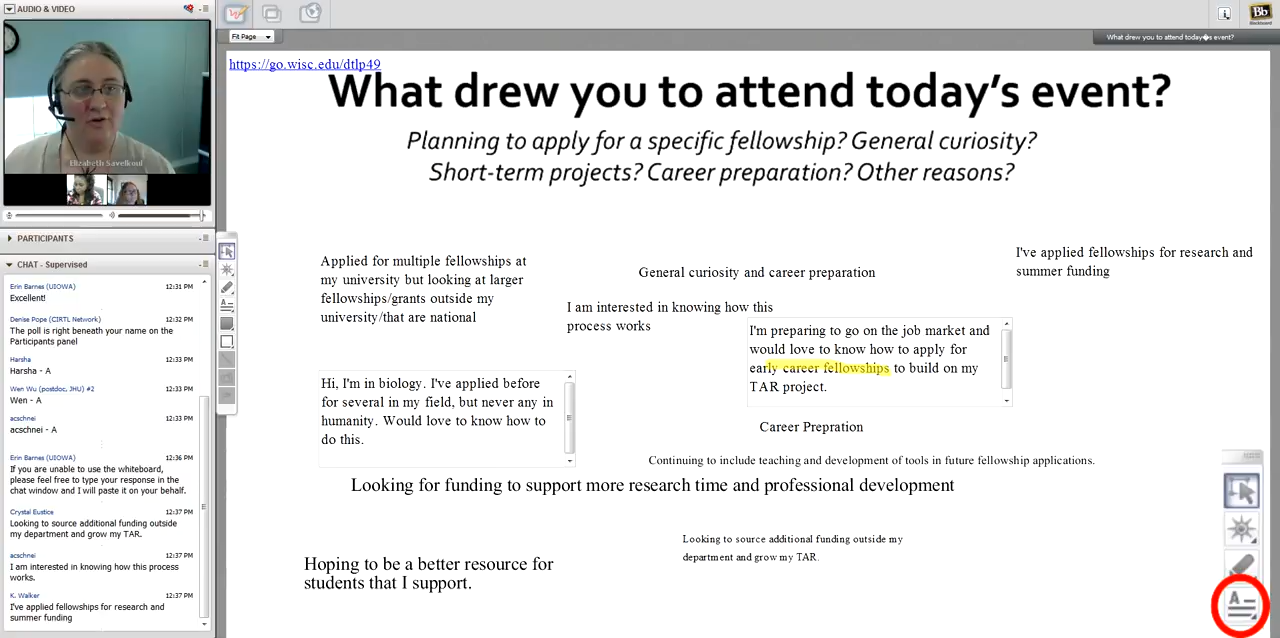 AUDIO & VIDEO
Elizabeth Savelkoul
PARTICIPANTS
CHAT - Supervised
Erin Barnes (UIOWA) 12:31 PM
Excellent!
Denise Pope (CIRTL Network) 12:32 PM
The poll is right beneath your name on the
Participants panel
Harsha 12:33 PM
Harsha - A
Wen Wu (postdoc, JHU) #2 12:33 PM
Wen - A
acschnei 12:33 PM
acschnei - A
Erin Barnes (UIOWA) 12:36 PM
If you are unable to use the whiteboard,
please feel free to type your response in the
chat window and I will paste it on your behalf.
Crystal Eustice 12:37 PM
Looking to source additional funding outside
my department and grow my TAR.
acschnei 12:37 PM
I am interested in knowing how this process
works.
K. Walker 12:37 PM
I've applied fellowships for research and
summer funding
Fit Page
Bb
Blackboard
What drew you to attend today�s event?
https://go.wisc.edu/dtlp49
What drew you to attend today's event?
Planning to apply for a specific fellowship? General curiosity?
Short-term projects? Career preparation? Other reasons?
Applied for multiple fellowships at
my university but looking at larger
fellowships/grants outside my
university/that are national
General curiosity and career preparation
I've applied fellowships for research and
summer funding
I am interested in knowing how this
process works
I'm preparing to go on the job market and
would love to know how to apply for
early career fellowships to build on my
TAR project.
Hi, I'm in biology. I've applied before
for several in my field, but never any in
humanity. Would love to know how to
do this.
Career Prepration
Continuing to include teaching and development of tools in future fellowship applications.
Looking for funding to support more research time and professional development
Looking to source additional funding outside my
department and grow my TAR.
Hoping to be a better resource for
students that I support.